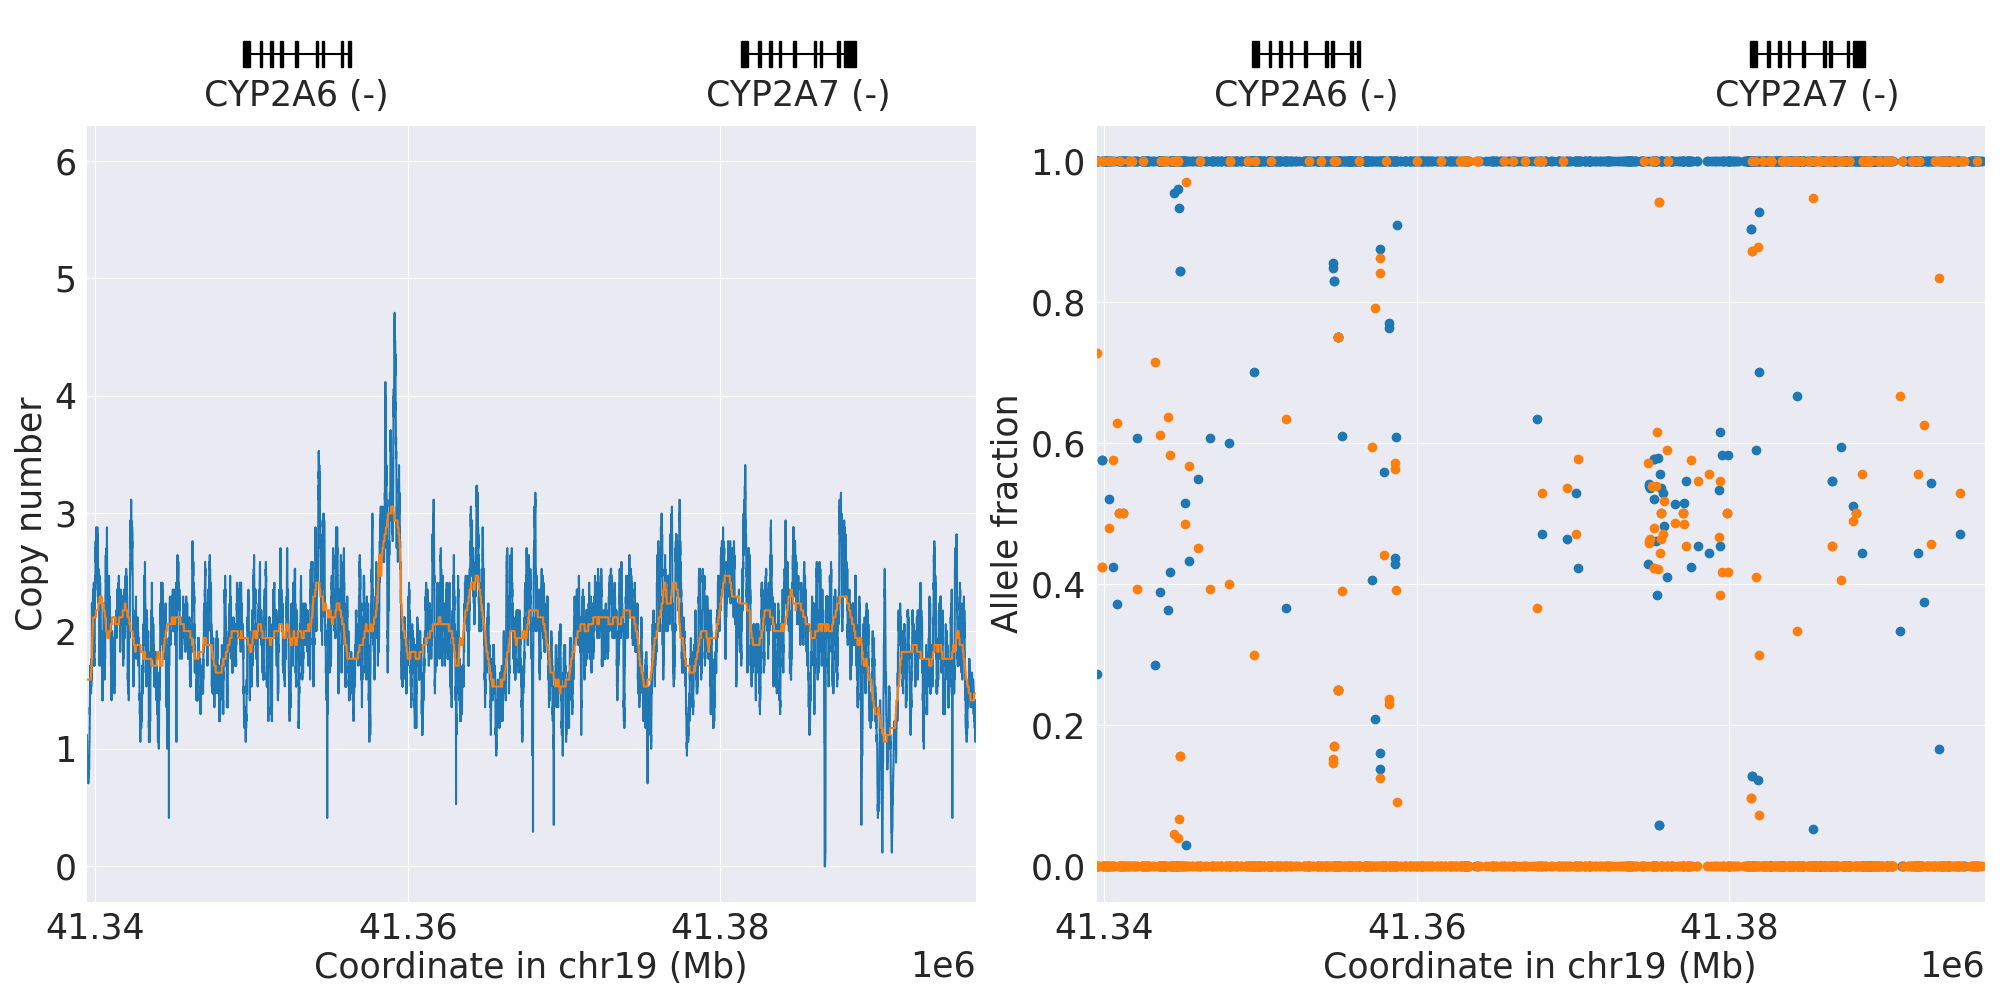 CYP2A6 (-)
CYP2A7 (-)
CYP2A6 (-)
CYP2A7 (-)
Copy number
6
5
4
3
2
1
0
41.34
41.36
41.38
Coordinate in chr19 (Mb)
1e6
Allele fraction
1.0
0.8
0.6
0.4
0.2
0.0
41.34
41.36
41.38
Coordinate in chr19 (Mb)
1e6